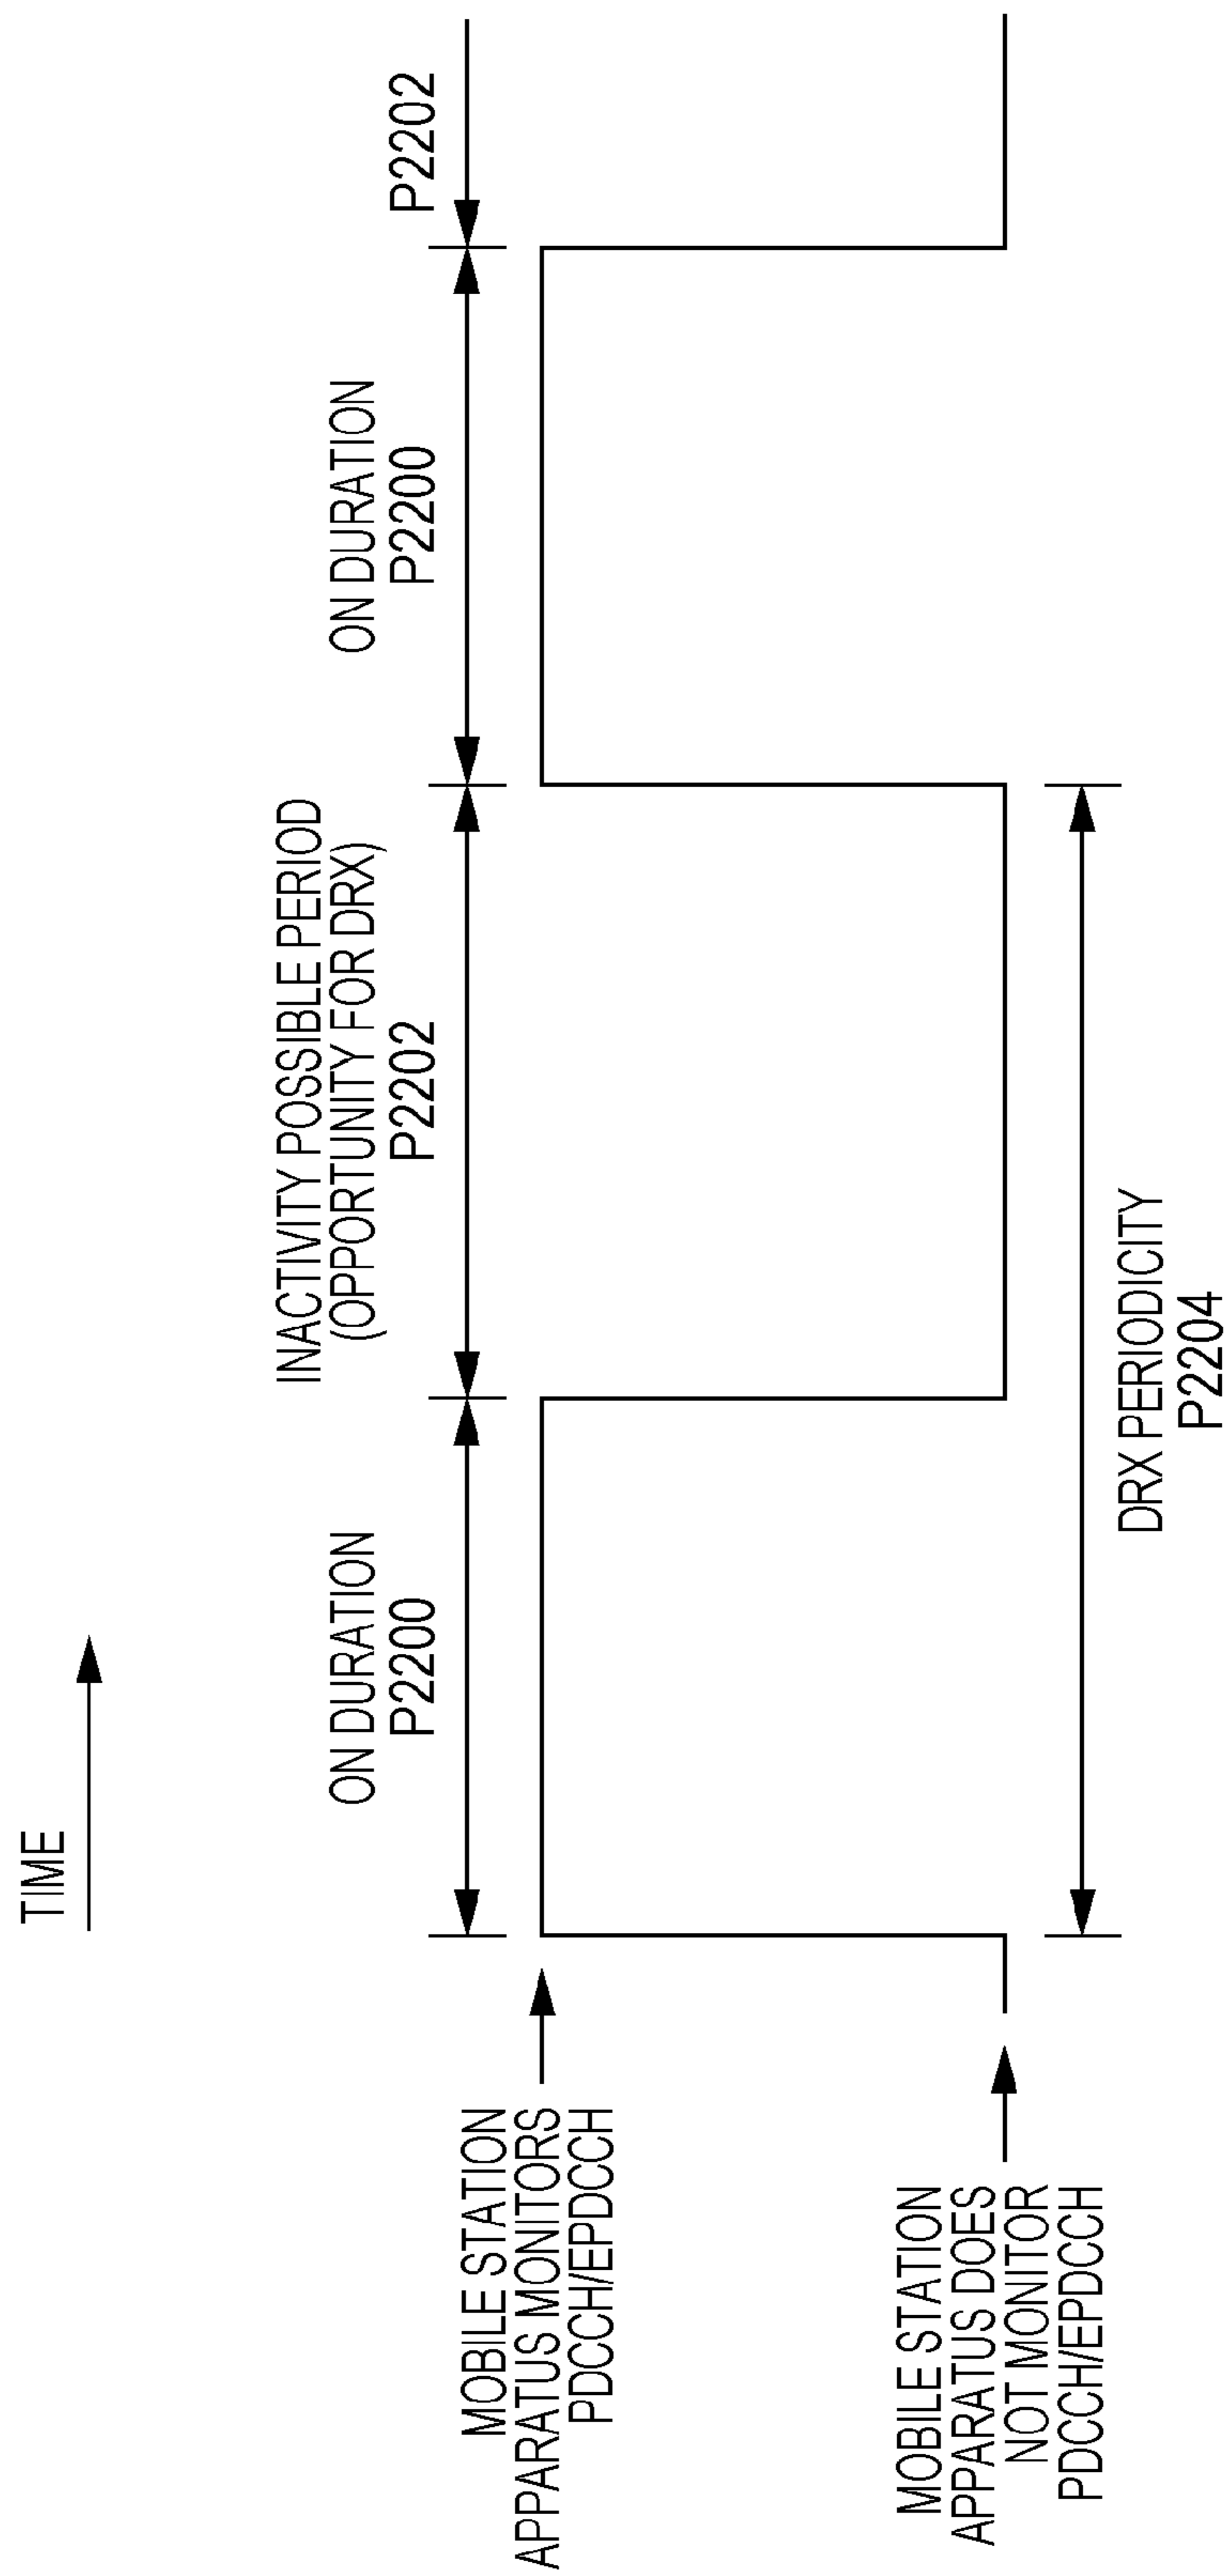 TIME
ON DURATION
P2200
INACTIVITY POSSIBLE PERIOD
(OPPORTUNITY FOR DRX)
P2202
ON DURATION
P2200
P2202
MOBILE STATION
APPARATUS MONITORS
PDCCH/EPDCCH
MOBILE STATION
APPARATUS DOES
NOT MONITOR
PDCCH/EPDCCH
DRX PERIODICITY
P2204